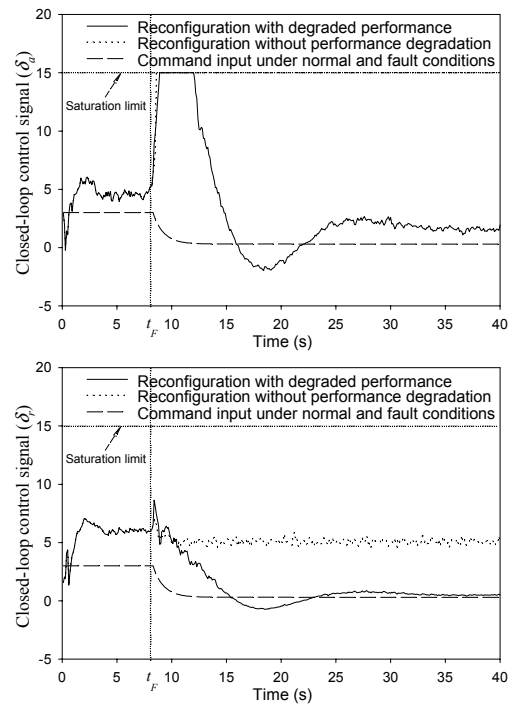 20
15
10
5
0
-5
Closed-loop control signal (δa)
Reconfiguration with degraded performance
Reconfiguration without performance degradation
Command input under normal and fault conditions
Saturation limit
0 5 tF 10 15 20 25 30 35 40
Time (s)
20
15
10
5
0
-5
Closed-loop control signal (δr)
Reconfiguration with degraded performance
Reconfiguration without performance degradation
Command input under normal and fault conditions
Saturation limit
0 5 tF 10 15 20 25 30 35 40
Time (s)